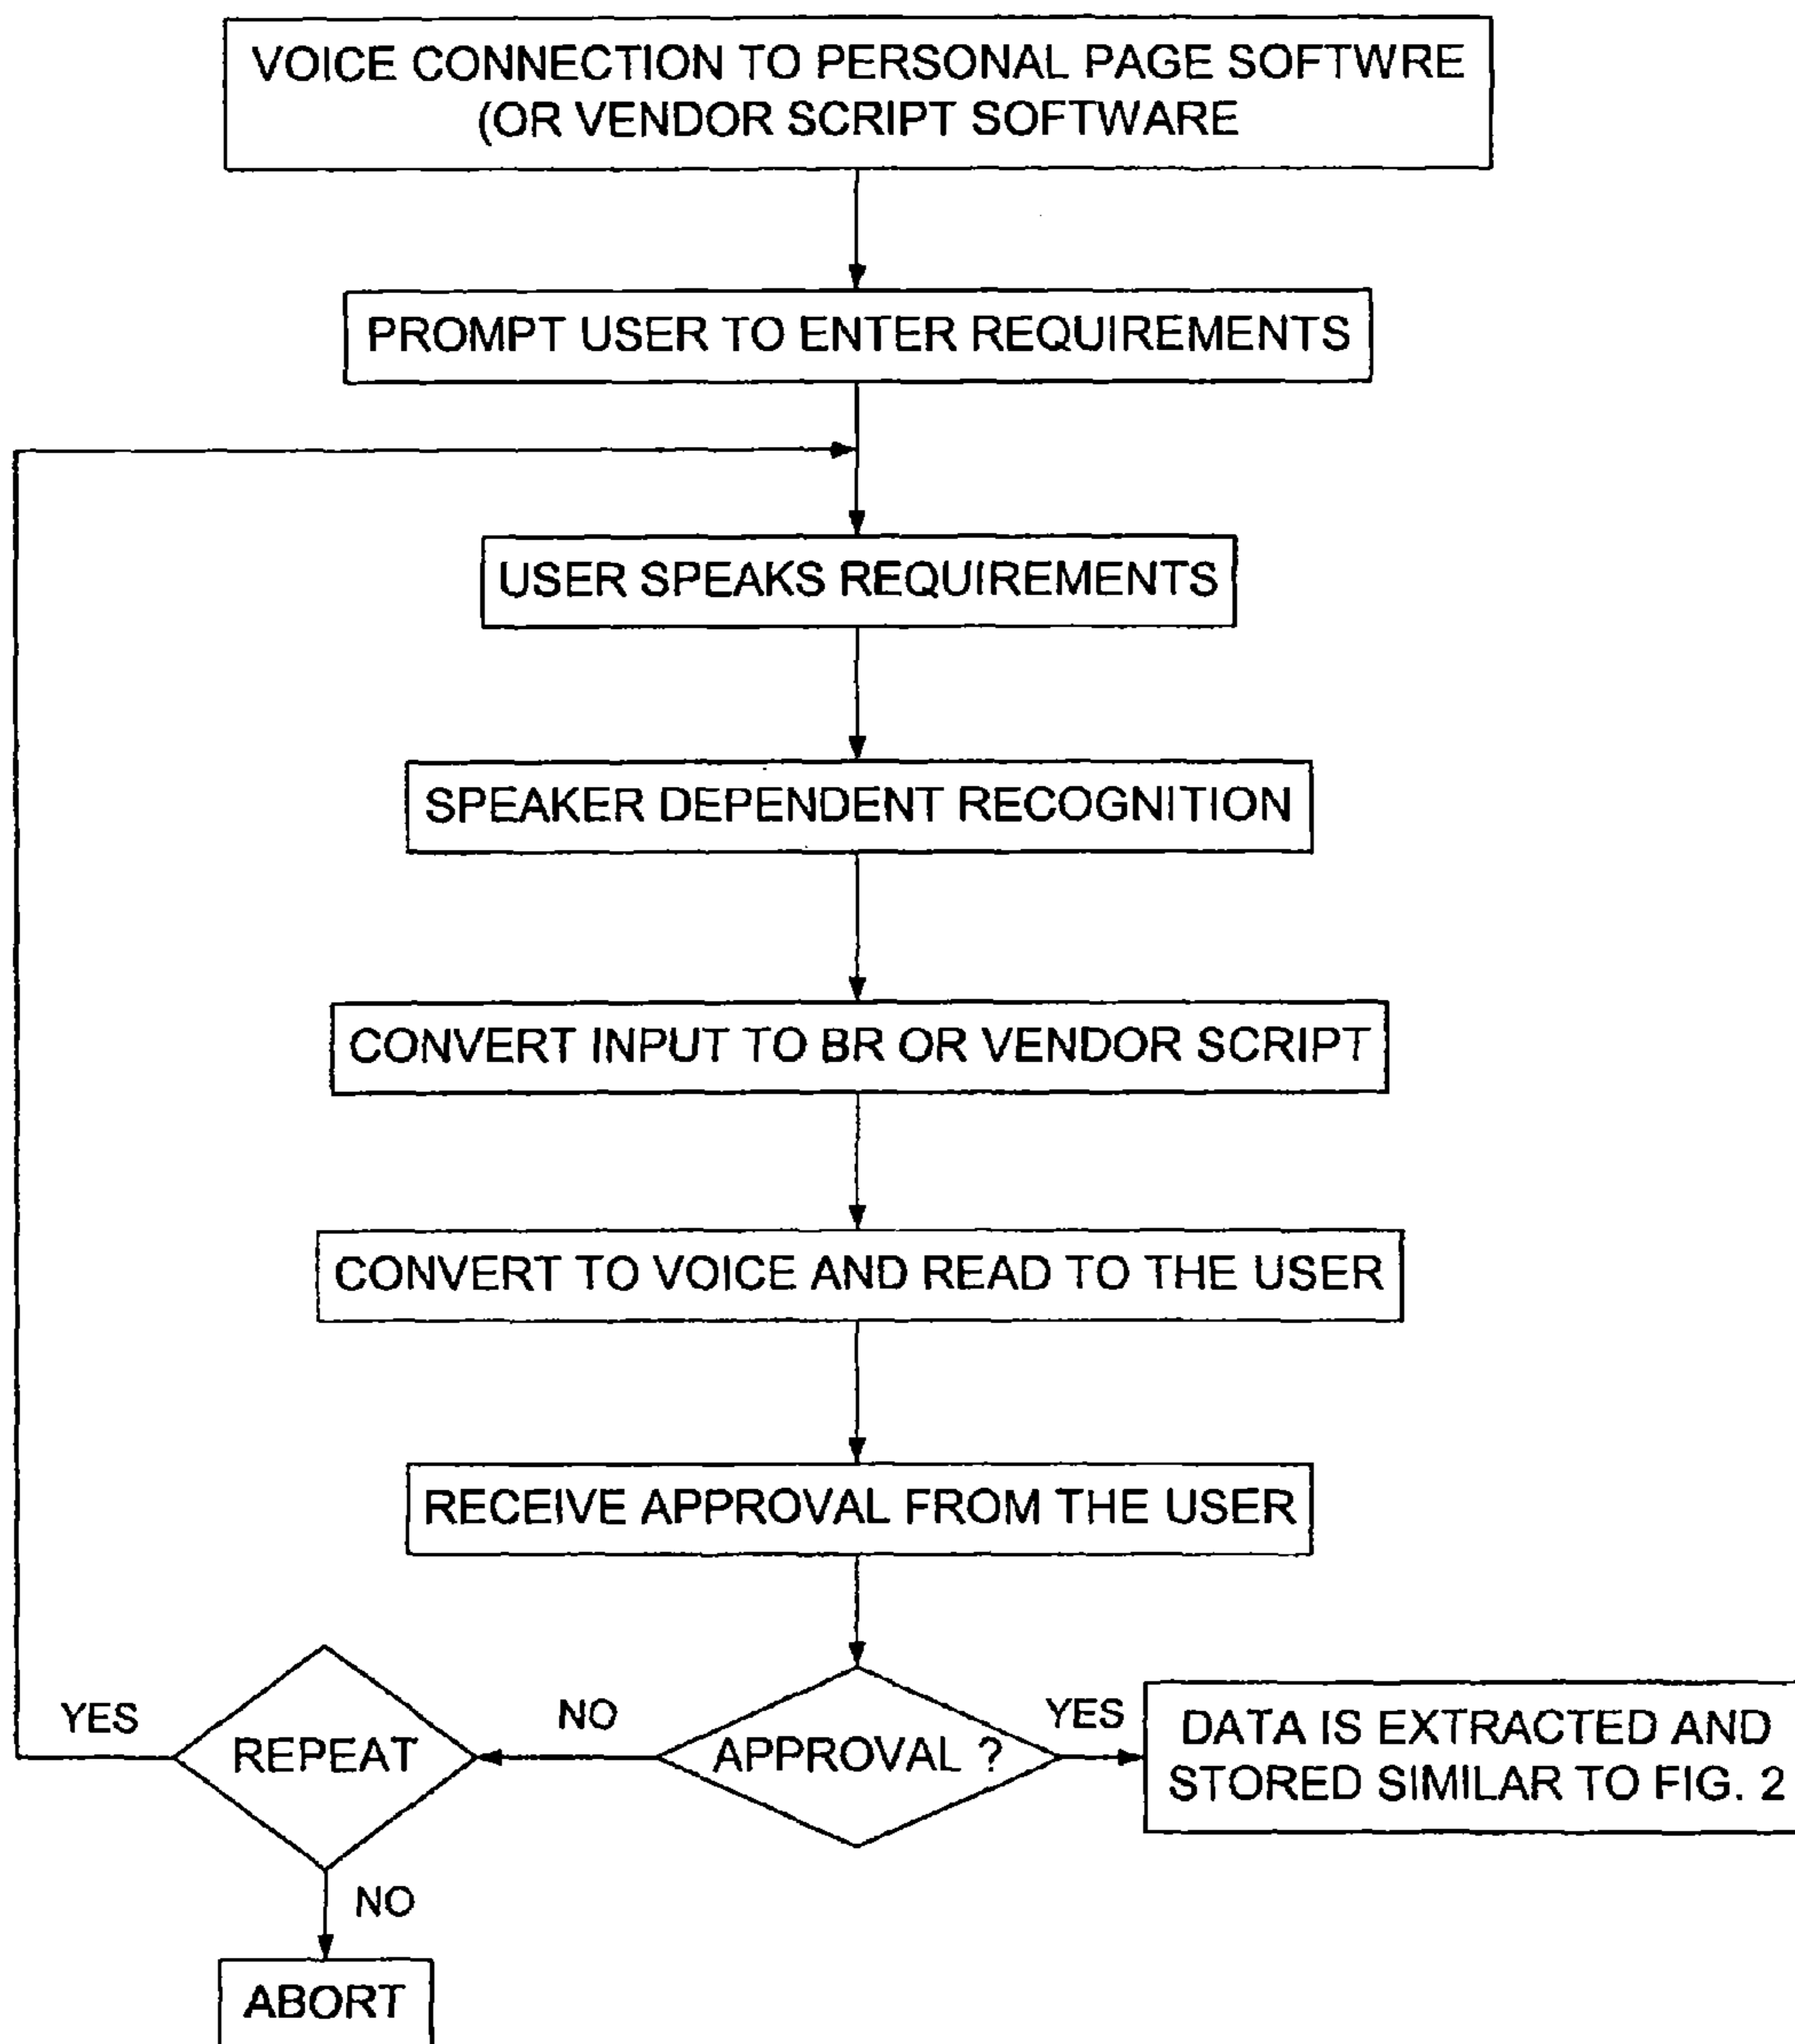 VOICE CONNECTION TO PERSONAL PAGE SOFTWRE
(OR VENDOR SCRIPT SOFTWARE
PROMPT USER TO ENTER REQUIREMENTS
USER SPEAKS REQUIREMENTS
SPEAKER DEPENDENT RECOGNITION
CONVERT INPUT TO BR OR VENDOR SCRIPT
CONVERT TO VOICE AND READ TO THE USER
RECEIVE APPROVAL FROM THE USER
YES
REPEAT
NO
APPROVAL ?
YES
DATA IS EXTRACTED AND
STORED SIMILAR TO FIG. 2
NO
ABORT